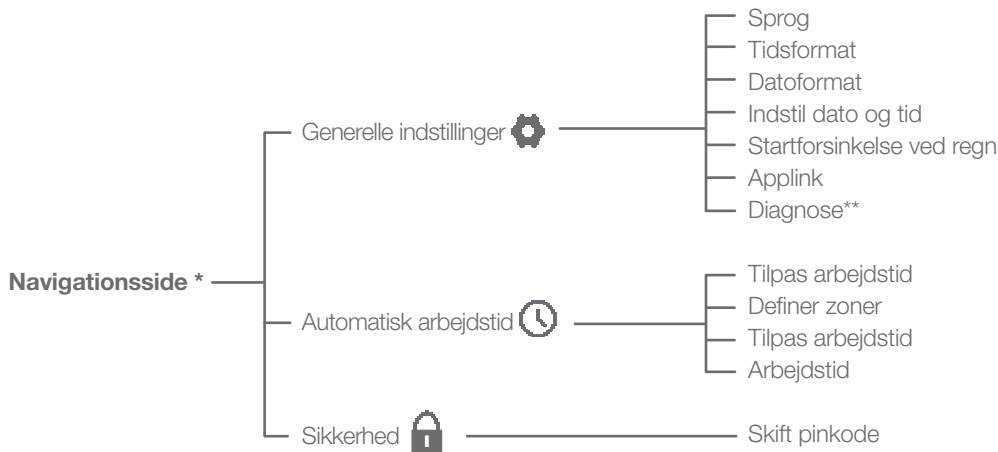 Navigationsside *
Generelle indstillinger
Sprog
Tidsformat
Datoformat
Indstil dato og tid
Startforsinkelse ved regn
Applink
Diagnose**
Automatisk arbejdstid
Tilpas arbejdstid
Definer zoner
Tilpas arbejdstid
Arbejdstid
Sikkerhed
Skift pinkode